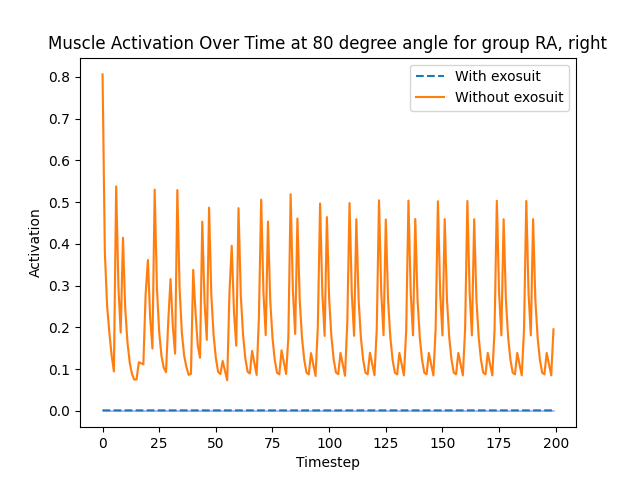 Muscle Activation Over Time at 80 degree angle for group RA, right
With exosuit
Without exosuit
0.8
0.7
0.6
0.5
0.4
0.3
0.2
0.1
0.0
Activation
0 25 50 75 100 125 150 175 200
Timestep